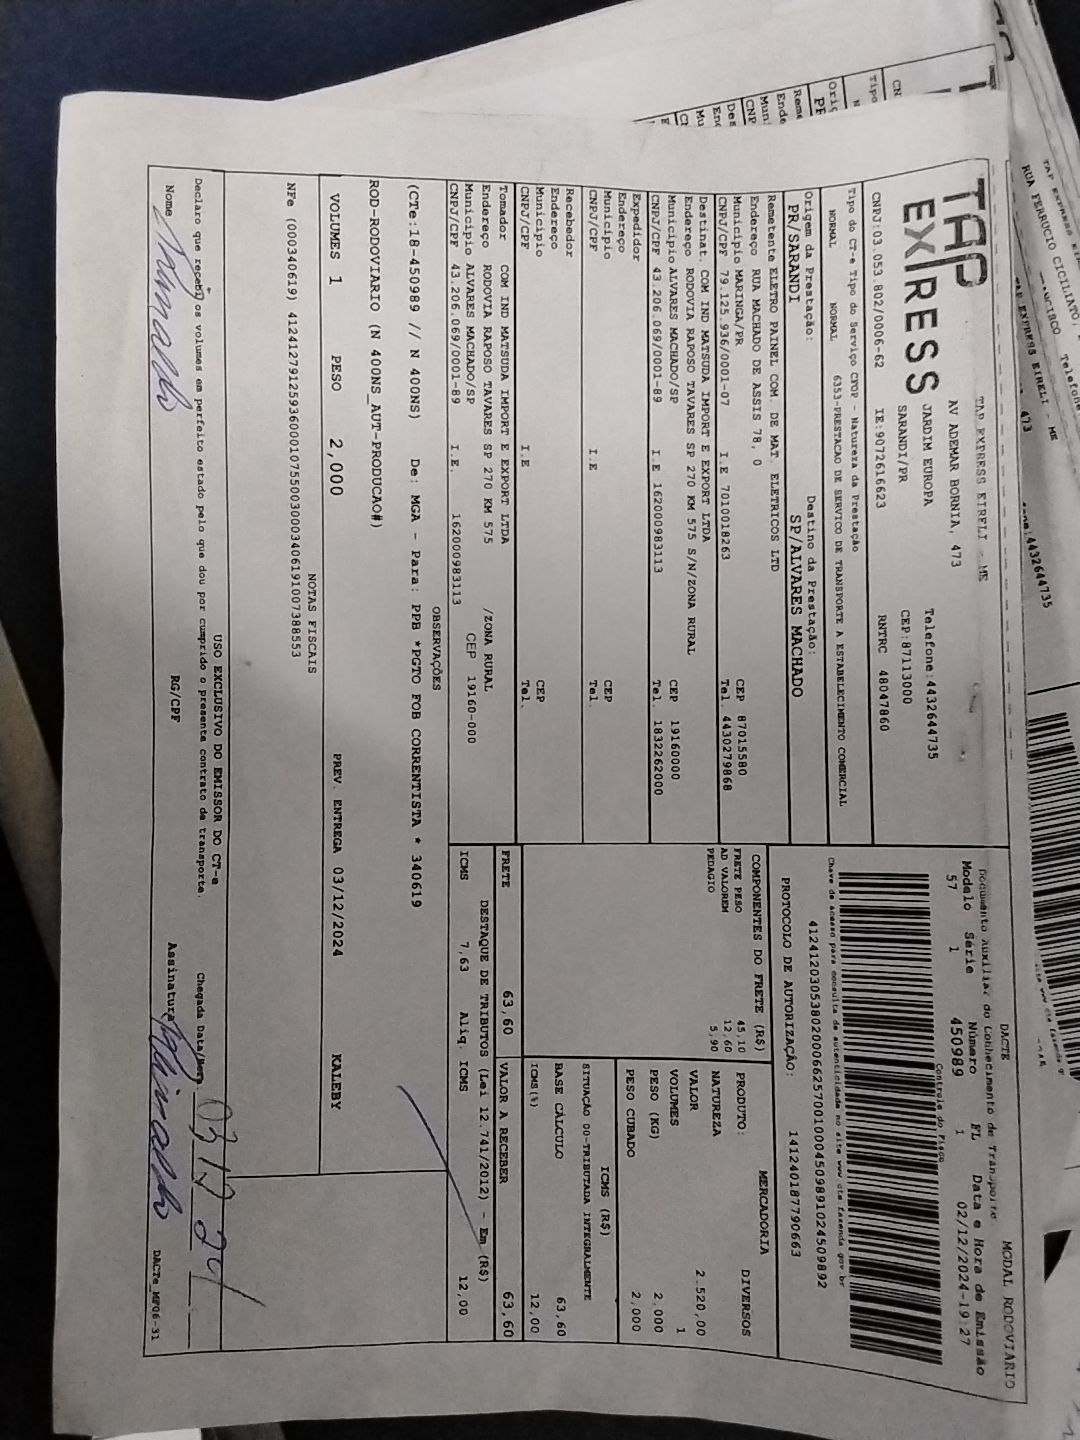 TAP EXPRESS
TAP EXPRESS EIRELI - ME
AV ADEMAR BORNIA, 473
JARDIM EUROPA
SARANDI/PR
Telefone:4432644735
CEP:87113000
CNPJ:03.053.802/0006-62 IE:9072616623 RNTRC 48047860
Tipo do CT-e Tipo do Serviço CFOP - Natureza da Prestação
NORMAL NORMAL 6353-PRESTACAO DE SERVICO DE TRANSPORTE A ESTABELECIMENTO COMERCIAL
Origem da Prestação: Destino da Prestação:
PR/SARANDI SP/ALVARES MACHADO
DACTE MODAL RODOVIARIO
Documento Auxiliar do Conhecimento de Transporte
Modelo Série Número FL Data e Hora de Emissão
57 1 450989 1 02/12/2024-19:27
Controle do Fisco
Chave de acesso para consulta de autenticidade no site www cte fazenda gov br
41241203053802000662570010004509891024509892
PROTOCOLO DE AUTORIZAÇÃO: 141240187790663
Remetente ELETRO PAINEL COM. DE MAT. ELETRICOS LTD
Endereço RUA MACHADO DE ASSIS 78, 0
Municipio MARINGA/PR CEP 87015580
CNPJ/CPF 79.125.936/0001-07 I.E 7010018263 Tel. 4430279868
Destinat. COM IND MATSUDA IMPORT E EXPORT LTDA
Endereço RODOVIA RAPOSO TAVARES SP 270 KM 575 S/N/ZONA RURAL
Municipio ALVARES MACHADO/SP CEP 19160000
CNPJ/CPF 43.206.069/0001-89 I.E 162000983113 Tel. 1832262000
Expedidor
Endereço
Municipio CEP
CNPJ/CPF I.E Tel.
Recebedor
Endereço
Municipio CEP
CNPJ/CPF I.E Tel.
Tomador COM IND MATSUDA IMPORT E EXPORT LTDA
Endereço RODOVIA RAPOSO TAVARES SP 270 KM 575 /ZONA RURAL
Municipio ALVARES MACHADO/SP CEP 19160-000
CNPJ/CPF 43.206.069/0001-89 I.E. 162000983113
COMPONENTES DO FRETE (R$)
FRETE PESO 45,10
AD VALOREM 12,60
PEDAGIO 5,90
MERCADORIA
PRODUTO: DIVERSOS
NATUREZA
VALOR 2.520,00
VOLUMES 1
PESO (KG) 2,000
PESO CUBADO 2,000
ICMS (R$)
SITUAÇÃO 00-TRIBUTADA INTEGRALMENTE
BASE CÁLCULO 63,60
ICMS(%) 12,00
FRETE 63,60 VALOR A RECEBER 63,60
DESTAQUE DE TRIBUTOS (Lei 12.741/2012) - Em (R$)
ICMS 7,63 Aliq. ICMS 12,00
OBSERVAÇÕES
(CTe:18-450989 // N 400NS) De: MGA - Para: PPB *PGTO FOB CORRENTISTA * 340619
ROD-RODOVIARIO (N 400NS_AUT-PRODUCAO#)
VOLUMES 1 PESO 2,000 PREV. ENTREGA 03/12/2024 KALEBY
NOTAS FISCAIS
NFe (000340619) 41241279125936000107550030003406191007388553
USO EXCLUSIVO DO EMISSOR DO CT-e
Declaro que recebi os volumes em perfeito estado pelo que dou por cumprido o presente contrato de transporte. Chegada Data/Hora 03 12 24
Nome RG/CPF Assinatura
DACTe_MF06-31